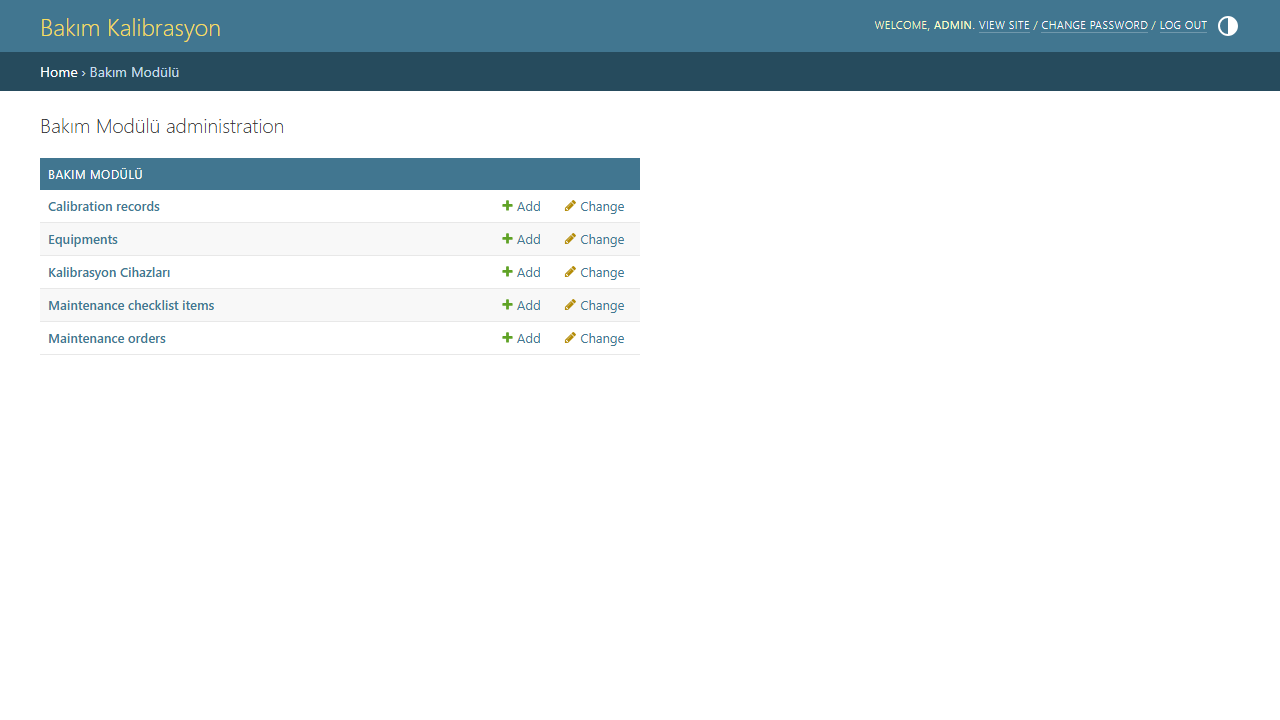 Bakım Kalibrasyon
WELCOME, ADMIN. VIEW SITE / CHANGE PASSWORD / LOG OUT
Home › Bakım Modülü
Bakım Modülü administration
BAKIM MODÜLÜ
Calibration records Add Change
Equipments Add Change
Kalibrasyon Cihazları Add Change
Maintenance checklist items Add Change
Maintenance orders Add Change